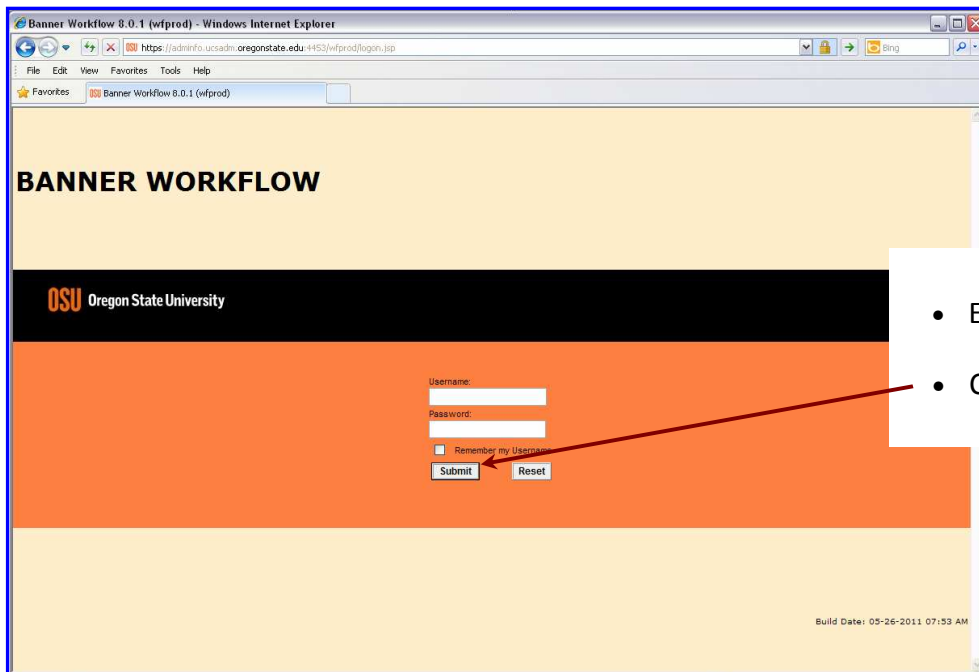 Banner Workflow 8.0.1 (wfprod) - Windows Internet Explorer
https://adminfo.ucsadm.oregonstate.edu:4453/wfprod/logon.jsp
Bing
File Edit View Favorites Tools Help
Favorites
OSU Banner Workflow 8.0.1 (wfprod)
BANNER WORKFLOW
OSU Oregon State University
Username:
Password:
Remember my Username
Submit Reset
Build Date: 05-26-2011 07:53 AM